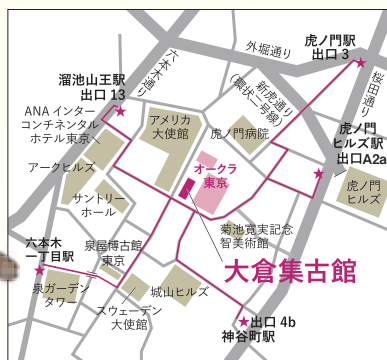 虎ノ門駅
出口 3
外堀通り
六本木通り
桜田通り
溜池山王駅
出口 13
新虎通り
(環状二号線)
ANA インター
コンチネンタル
ホテル東京
アメリカ
大使館
虎ノ門病院
虎ノ門
ヒルズ駅
出口A2a
アークヒルズ
オークラ
東京
虎ノ門
ヒルズ
サントリー
ホール
菊池寛実記念
智美術館
六本木
一丁目駅
泉屋博古館
東京
大倉集古館
泉ガーデン
タワー
城山ヒルズ
スウェーデン
大使館
出口 4b
神谷町駅